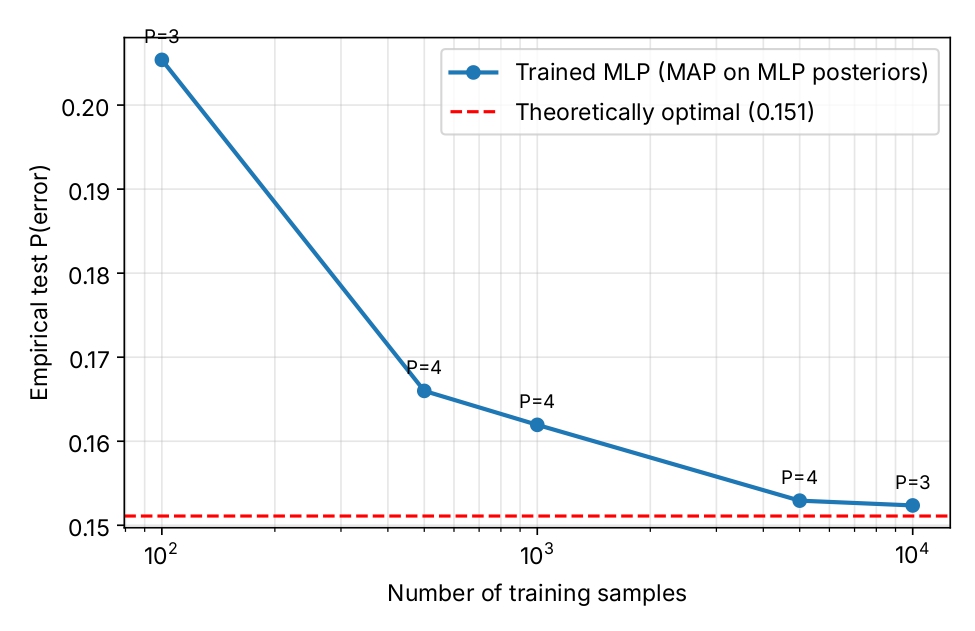 P=3
Trained MLP (MAP on MLP posteriors)
Theoretically optimal (0.151)
0.20
0.19
0.18
0.17
0.16
0.15
Empirical test P(error)
P=4
P=4
P=4
P=3
10²
10³
10⁴
Number of training samples